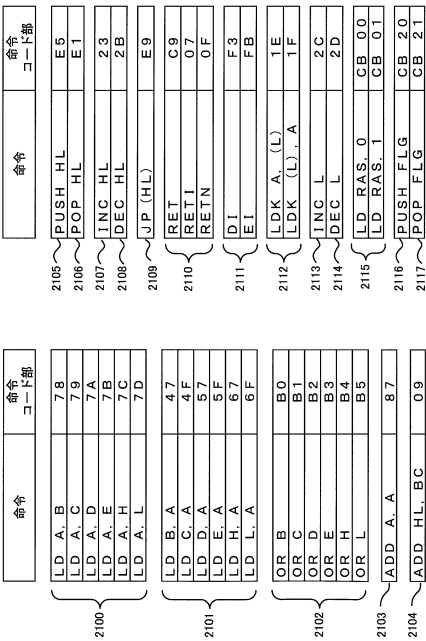 命令 命令コード部
2100 LD A, B 78
LD A, C 79
LD A, D 7A
LD A, E 7B
LD A, H 7C
LD A, L 7D
2101 LD B, A 47
LD C, A 4F
LD D, A 57
LD E, A 5F
LD H, A 67
LD L, A 6F
2102 OR B B0
OR C B1
OR D B2
OR E B3
OR H B4
OR L B5
2103 ADD A, A 87
2104 ADD HL, BC 09
命令 命令コード部
2105 PUSH HL E5
2106 POP HL E1
2107 INC HL 23
2108 DEC HL 2B
2109 JP (HL) E9
2110 RET C9
RETI 07
RETN 0F
2111 DI F3
EI FB
2112 LDK A, (L) 1E
LDK (L), A 1F
2113 INC L 2C
2114 DEC L 2D
2115 LD RAS, 0 CB 00
LD RAS, 1 CB 01
2116 PUSH FLG CB 20
2117 POP FLG CB 21